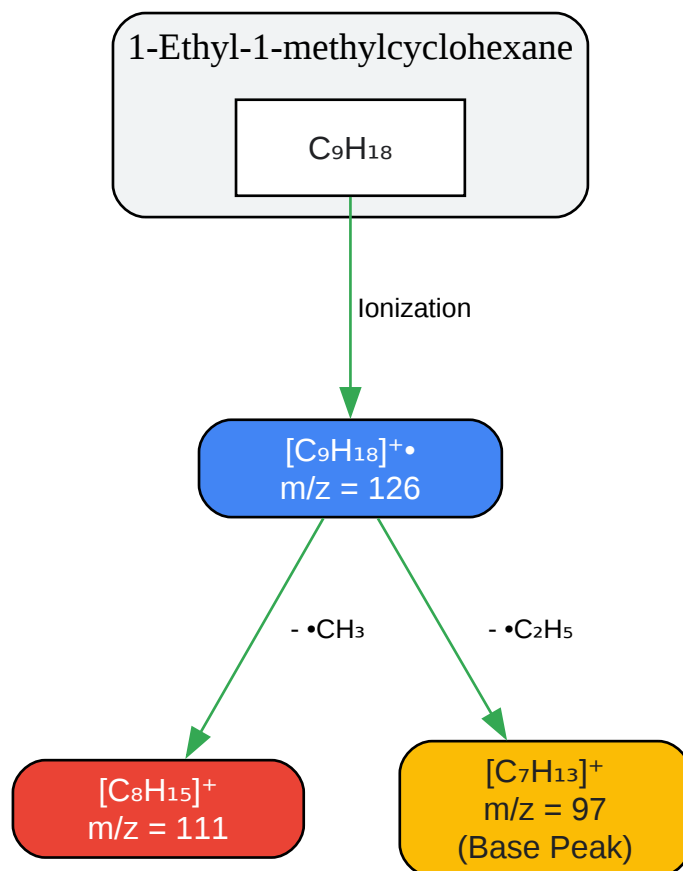 1-Ethyl-1-methylcyclohexane
C₉H₁₈
Ionization
[C₉H₁₈]⁺•
m/z = 126
- •CH₃
- •C₂H₅
[C₈H₁₅]⁺
m/z = 111
[C₇H₁₃]⁺
m/z = 97
(Base Peak)